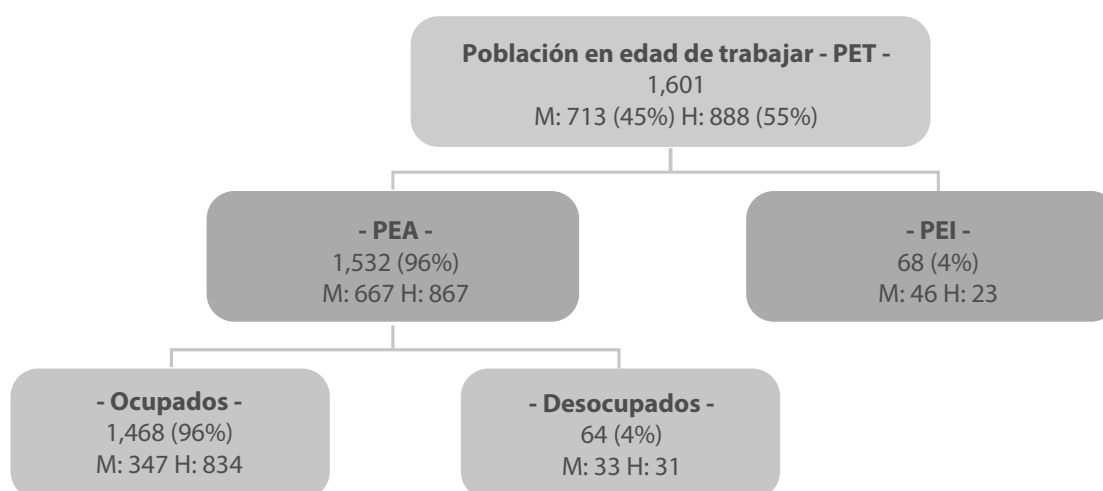 Población en edad de trabajar - PET -
1,601
M: 713 (45%) H: 888 (55%)
- PEA -
1,532 (96%)
M: 667 H: 867
- PEI -
68 (4%)
M: 46 H: 23
- Ocupados -
1,468 (96%)
M: 347 H: 834
- Desocupados -
64 (4%)
M: 33 H: 31